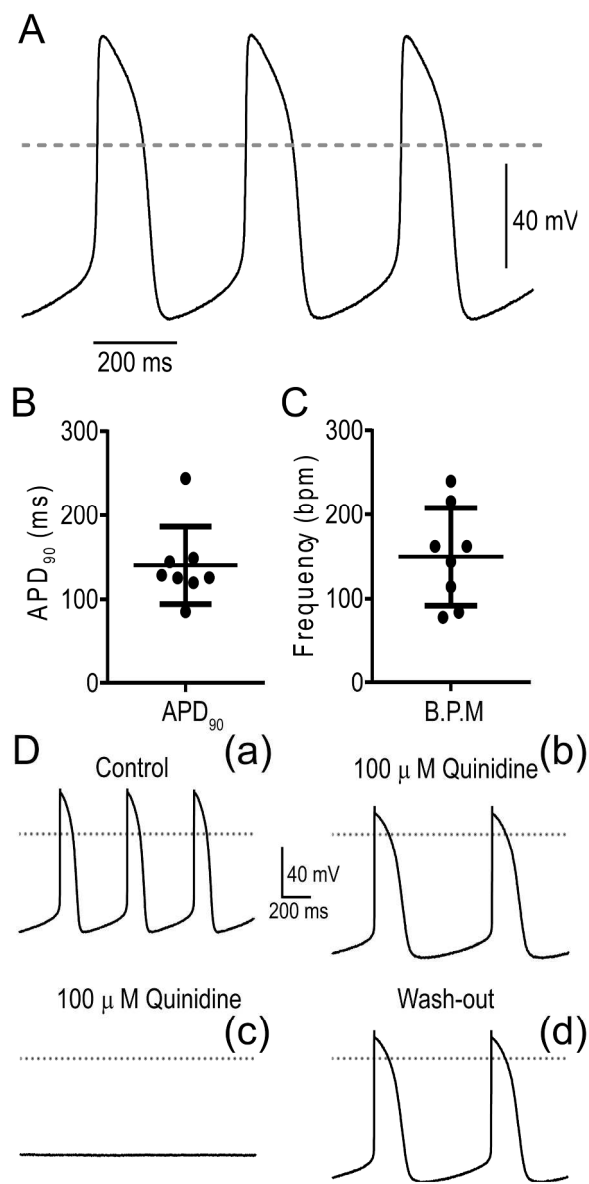 A
40 mV
200 ms
B
300
200
100
0
APD90 (ms)
APD90
C
300
200
100
0
Frequency (bpm)
B.P.M
D
Control
(a)
40 mV
200 ms
100 μ M Quinidine
(b)
100 μ M Quinidine
(c)
Wash-out
(d)